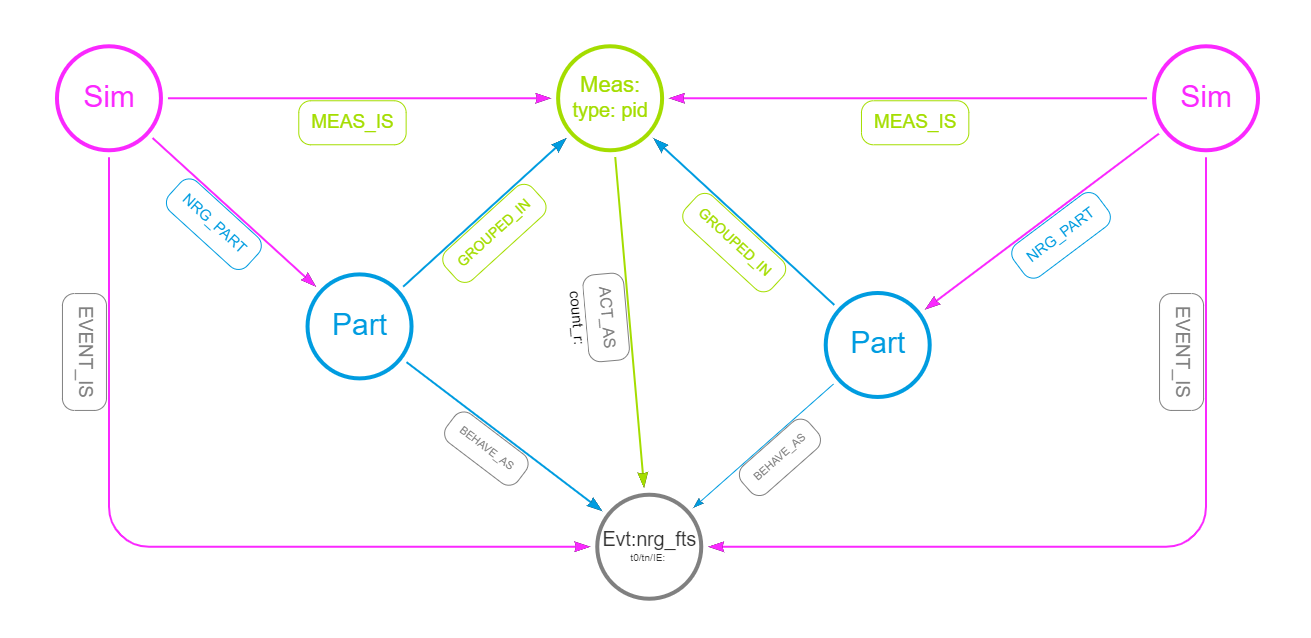 Sim
Meas:
type: pid
Sim
MEAS_IS
MEAS_IS
NRG_PART
GROUPED_IN
GROUPED_IN
NRG_PART
Part
ACT_AS
count_r:
Part
EVENT_IS
EVENT_IS
BEHAVE_AS
BEHAVE_AS
Evt:nrg_fts
t0/tn/IE: